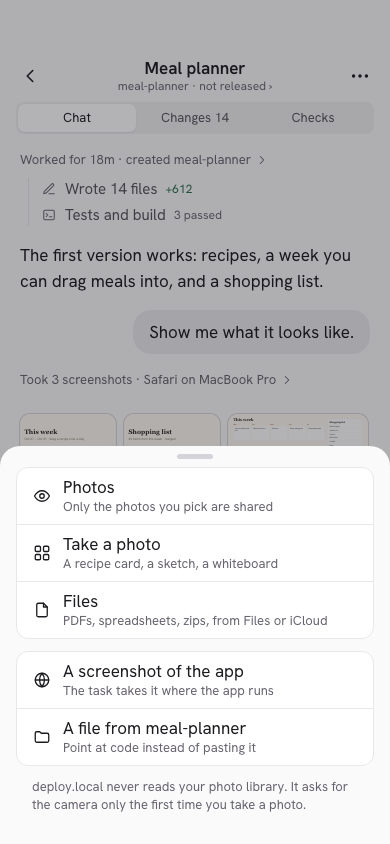 Meal planner
meal-planner · not released ›
Chat
Changes 14
Checks
Worked for 18m · created meal-planner
Wrote 14 files +612
Tests and build 3 passed
The first version works: recipes, a week you
can drag meals into, and a shopping list.
Show me what it looks like.
Took 3 screenshots · Safari on MacBook Pro
This week
Shopping list
This week
Shopping list
Photos
Only the photos you pick are shared
Take a photo
A recipe card, a sketch, a whiteboard
Files
PDFs, spreadsheets, zips, from Files or iCloud
A screenshot of the app
The task takes it where the app runs
A file from meal-planner
Point at code instead of pasting it
deploy.local never reads your photo library. It asks for
the camera only the first time you take a photo.